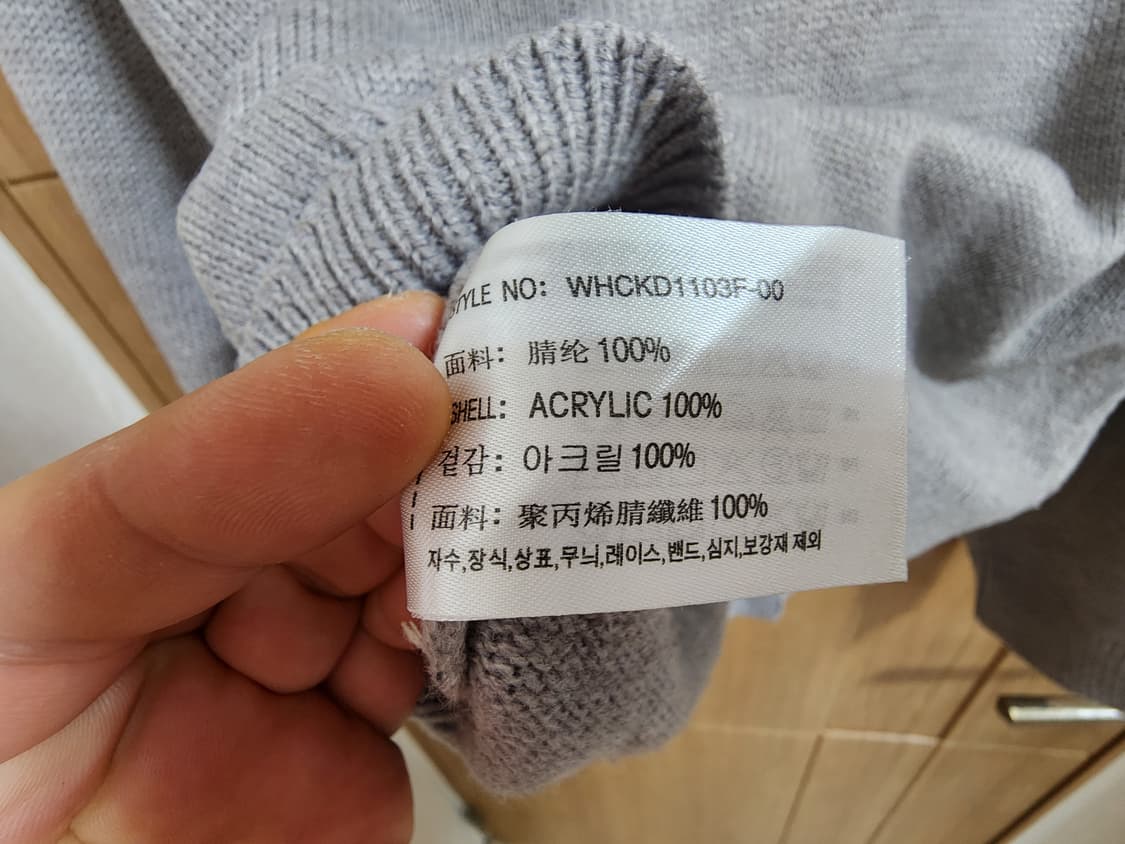 STYLE NO: WHCKD1103F-00
面料: 腈纶 100%
SHELL: ACRYLIC 100%
겉감: 아크릴 100%
面料: 聚丙烯腈纖維 100%
자수,장식,상표,무늬,레이스,밴드,심지,보강재 제외